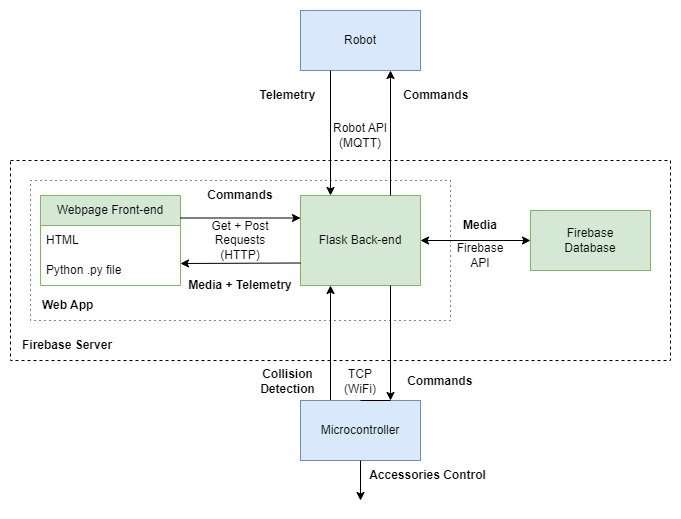 Robot
Telemetry
Commands
Robot API
(MQTT)
Webpage Front-end
HTML
Python .py file
Commands
Get + Post
Requests
(HTTP)
Media + Telemetry
Flask Back-end
Media
Firebase
API
Firebase
Database
Web App
Firebase Server
Collision
Detection
TCP
(WiFi)
Commands
Microcontroller
Accessories Control